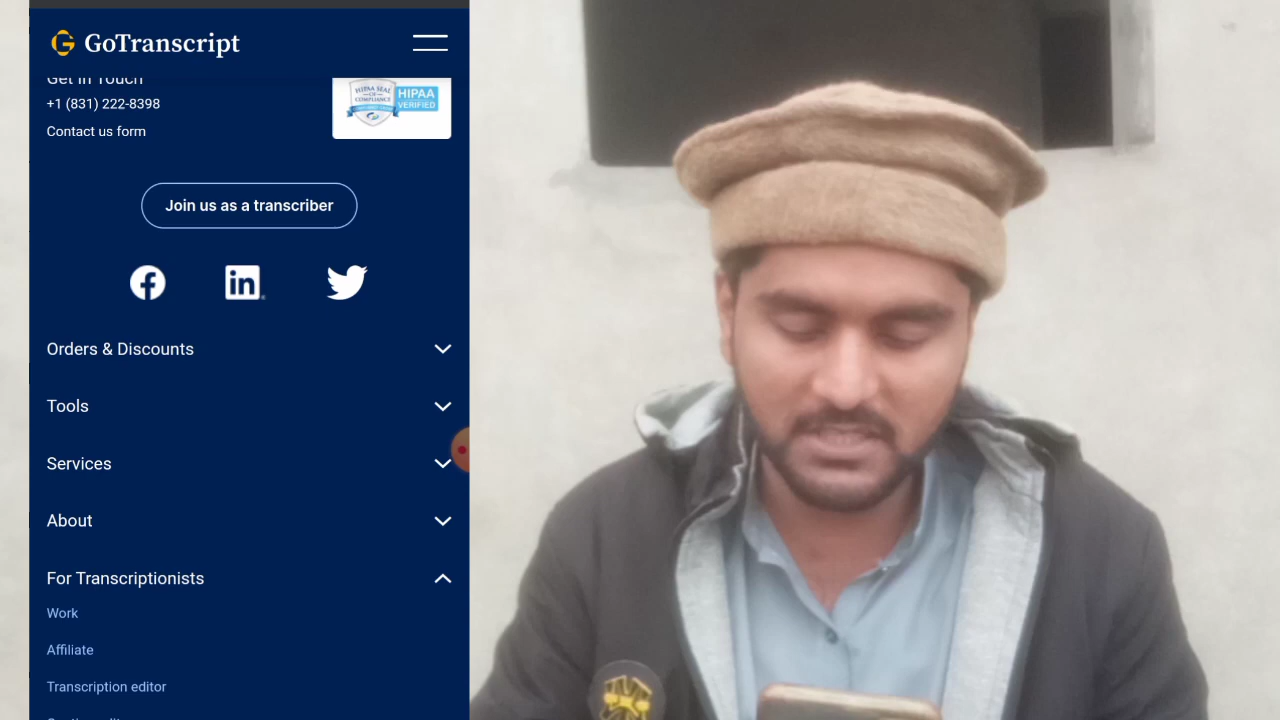 GoTranscript
Get In Touch
+1 (831) 222-8398
Contact us form
HIPAA SEAL
OF
COMPLIANCE
HIPAA
VERIFIED
Join us as a transcriber
in
Orders & Discounts
Tools
Services
About
For Transcriptionists
Work
Affiliate
Transcription editor